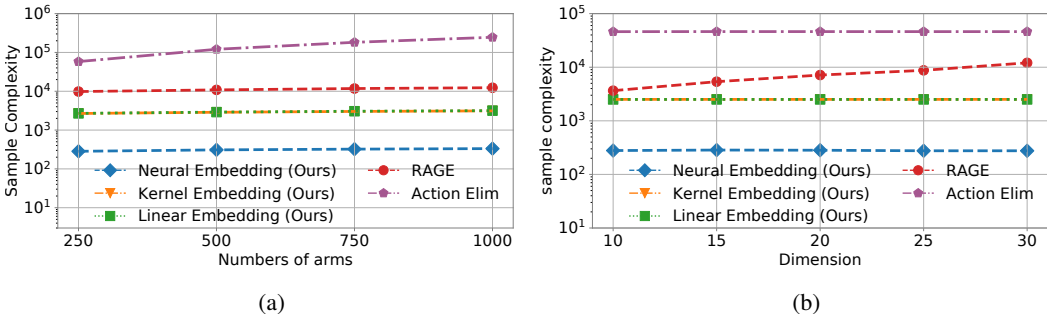 10^6
10^5
10^4
10^3
10^2
10^1
Sample Complexity
Neural Embedding (Ours)
Kernel Embedding (Ours)
Linear Embedding (Ours)
RAGE
Action Elim
250 500 750 1000
Numbers of arms
(a)
10^5
10^4
10^3
10^2
10^1
sample complexity
Neural Embedding (Ours)
Kernel Embedding (Ours)
Linear Embedding (Ours)
RAGE
Action Elim
10 15 20 25 30
Dimension
(b)